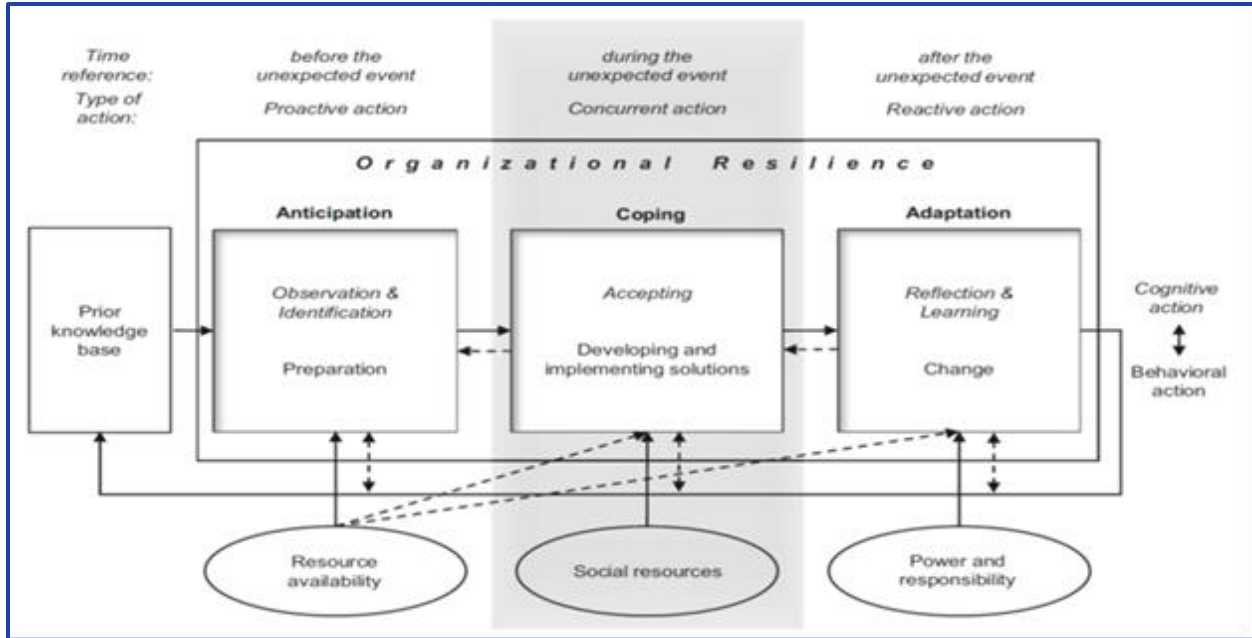 Time reference:
before the unexpected event
during the unexpected event
after the unexpected event
Type of action:
Proactive action
Concurrent action
Reactive action
Organizational Resilience
Anticipation
Coping
Adaptation
Prior
knowledge
base
Observation &
Identification
Preparation
Accepting
Developing and
implementing solutions
Reflection &
Learning
Change
Cognitive
action
Behavioral
action
Resource
availability
Social resources
Power and
responsibility